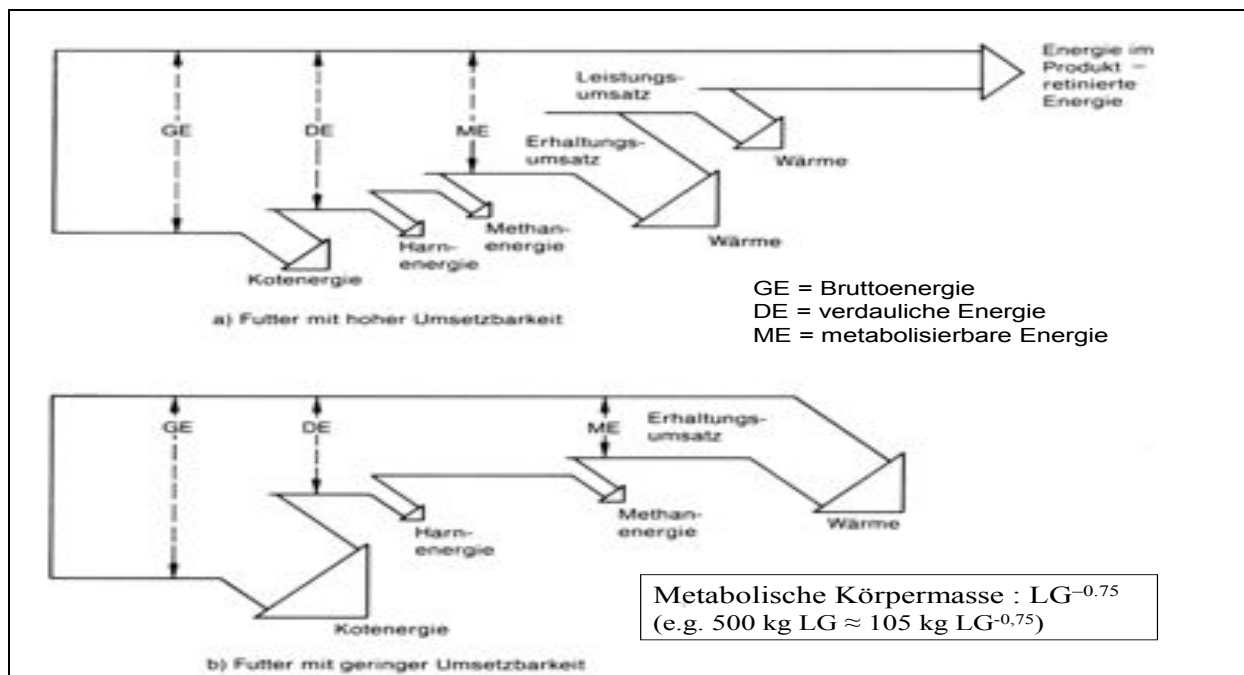 Energie im
Produkt –
retinierte
Energie
Leistungs-
umsatz
GE
DE
ME
Erhaltungs-
umsatz
Wärme
Methan-
energie
Harn-
energie
Wärme
Kotenergie
a) Futter mit hoher Umsetzbarkeit
GE = Bruttoenergie
DE = verdauliche Energie
ME = metabolisierbare Energie
Erhaltungs-
umsatz
GE
DE
ME
Harn-
energie
Methan-
energie
Wärme
Kotenergie
Metabolische Körpermasse : LG⁻⁰·⁷⁵
(e.g. 500 kg LG ≈ 105 kg LG⁻⁰,⁷⁵)
b) Futter mit geringer Umsetzbarkeit